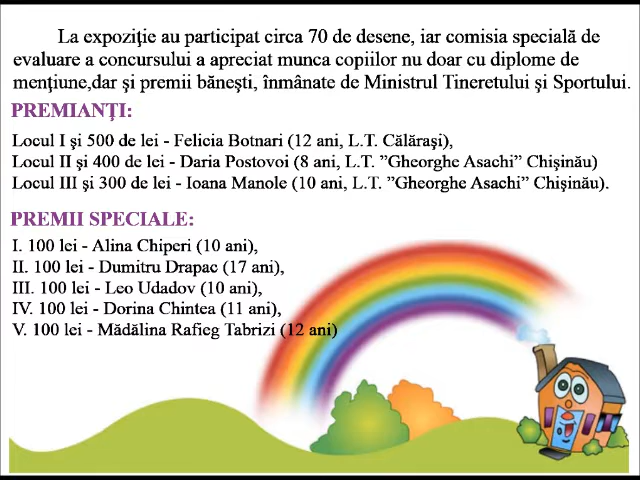 La expoziţie au participat circa 70 de desene, iar comisia specială de
evaluare a concursului a apreciat munca copiilor nu doar cu diplome de
menţiune,dar şi premii băneşti, înmânate de Ministrul Tineretului şi Sportului.
PREMIANŢI:
Locul I şi 500 de lei - Felicia Botnari (12 ani, L.T. Călăraşi),
Locul II şi 400 de lei - Daria Postovoi (8 ani, L.T. ”Gheorghe Asachi” Chişinău)
Locul III şi 300 de lei - Ioana Manole (10 ani, L.T. ”Gheorghe Asachi” Chişinău).
PREMII SPECIALE:
I. 100 lei - Alina Chiperi (10 ani),
II. 100 lei - Dumitru Drapac (17 ani),
III. 100 lei - Leo Udadov (10 ani),
IV. 100 lei - Dorina Chintea (11 ani),
V. 100 lei - Mădălina Rafieg Tabrizi (12 ani)